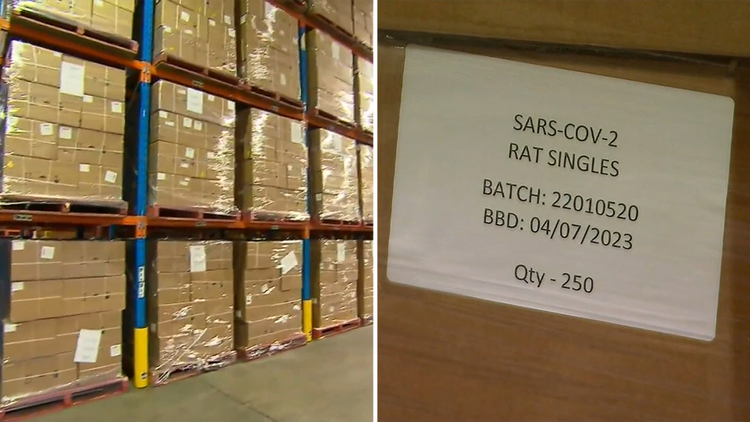 SARS-COV-2
RAT SINGLES
BATCH: 22010520
BBD: 04/07/2023
Qty - 250